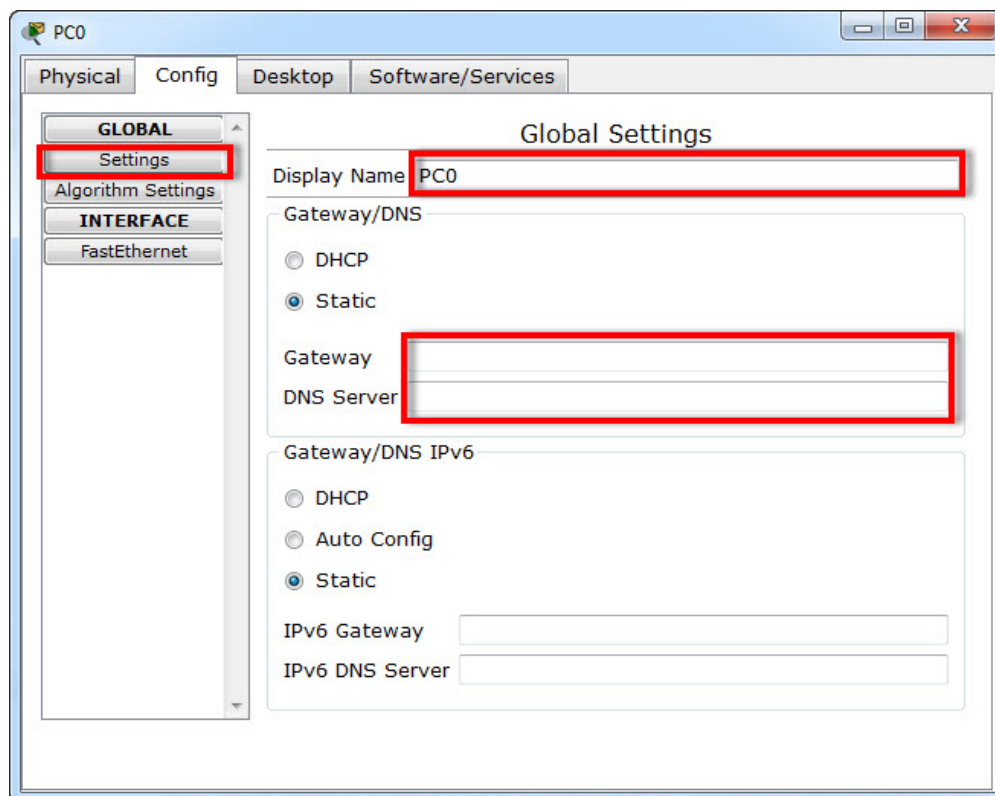 PC0
Physical Config Desktop Software/Services
GLOBAL
Settings
Algorithm Settings
INTERFACE
FastEthernet
Global Settings
Display Name PC0
Gateway/DNS
DHCP
Static
Gateway
DNS Server
Gateway/DNS IPv6
DHCP
Auto Config
Static
IPv6 Gateway
IPv6 DNS Server